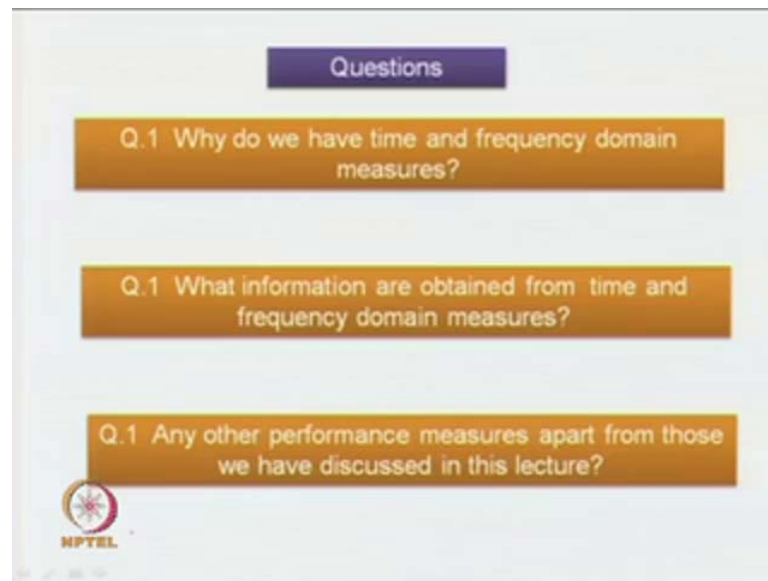 Questions
Q.1 Why do we have time and frequency domain
measures?
Q.1 What information are obtained from time and
frequency domain measures?
Q.1 Any other performance measures apart from those
we have discussed in this lecture?
NPTEL